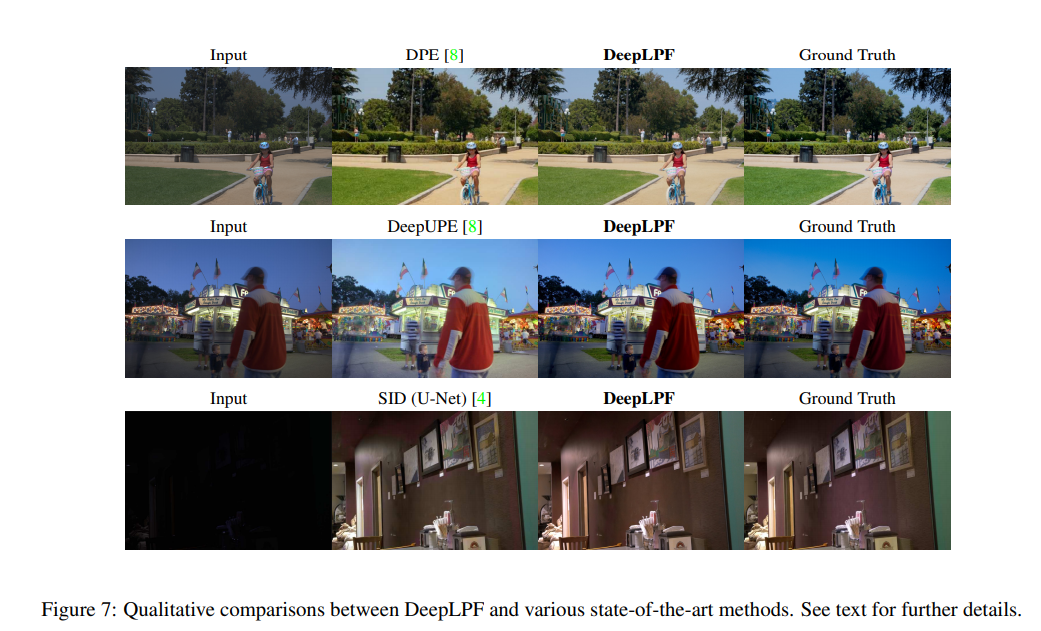 Input DPE [8] DeepLPF Ground Truth
Input DeepUPE [8] DeepLPF Ground Truth
Input SID (U-Net) [4] DeepLPF Ground Truth
Figure 7: Qualitative comparisons between DeepLPF and various state-of-the-art methods. See text for further details.